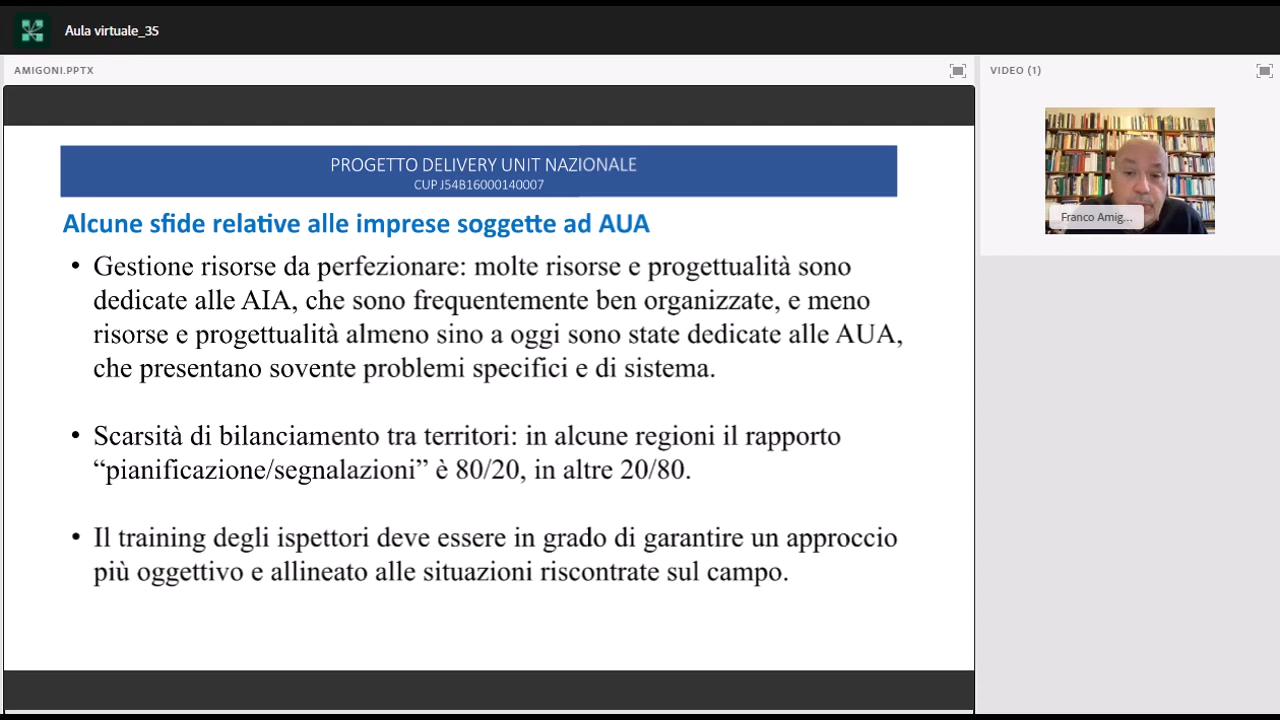 Aula virtuale_35
AMIGONI.PPTX
VIDEO (1)
PROGETTO DELIVERY UNIT NAZIONALE
CUP J54B16000140007
Alcune sfide relative alle imprese soggette ad AUA
• Gestione risorse da perfezionare: molte risorse e progettualità sono
dedicate alle AIA, che sono frequentemente ben organizzate, e meno
risorse e progettualità almeno sino a oggi sono state dedicate alle AUA,
che presentano sovente problemi specifici e di sistema.
• Scarsità di bilanciamento tra territori: in alcune regioni il rapporto
“pianificazione/segnalazioni” è 80/20, in altre 20/80.
• Il training degli ispettori deve essere in grado di garantire un approccio
più oggettivo e allineato alle situazioni riscontrate sul campo.
Franco Amig...